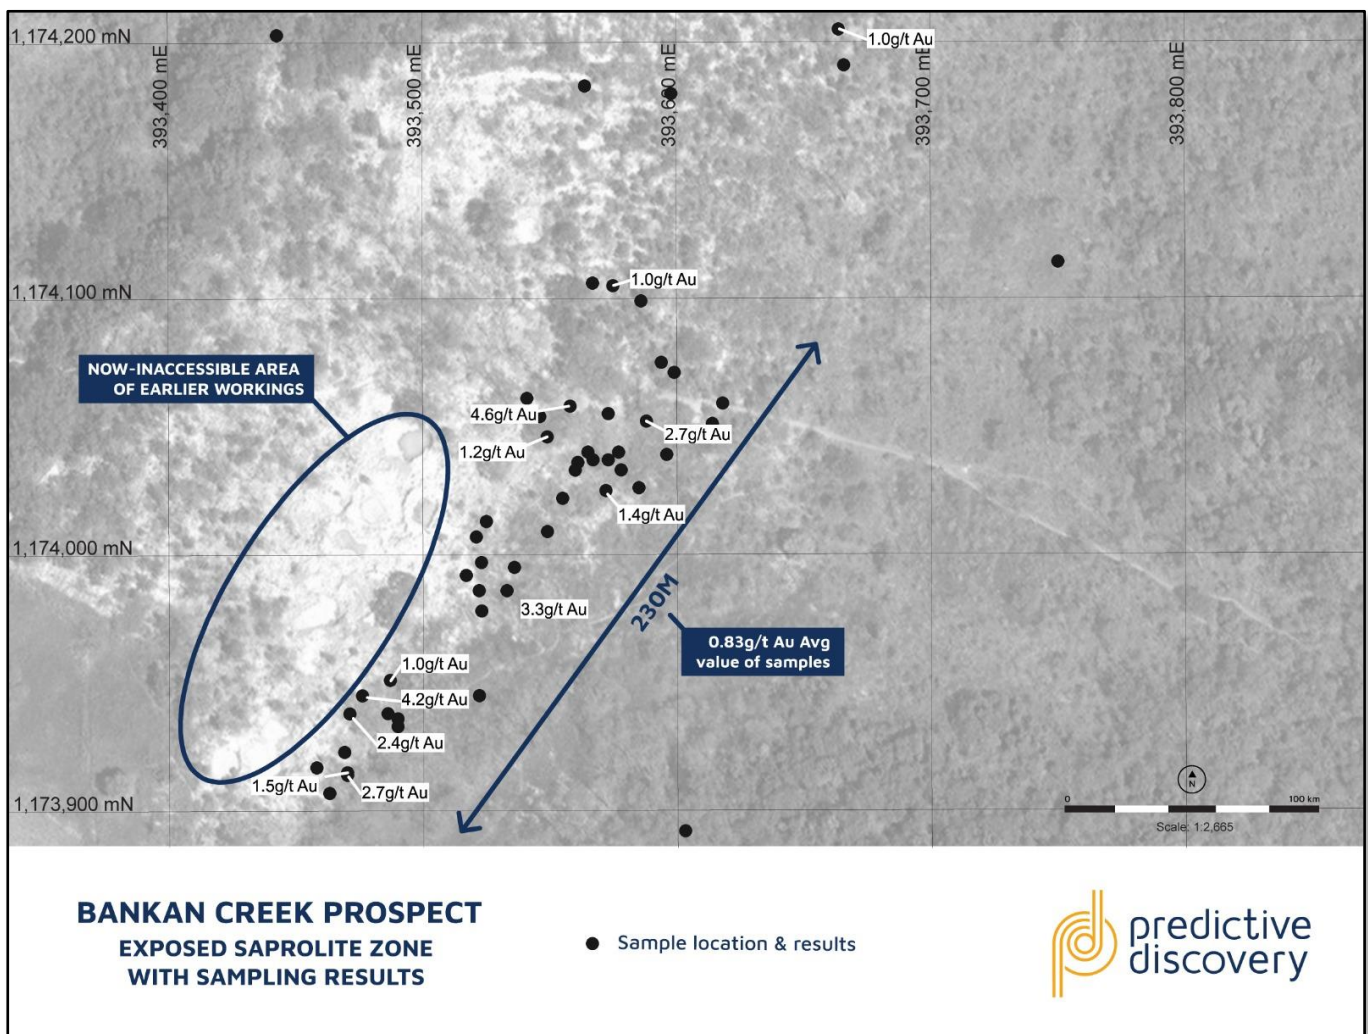 1,174,200 mN
393,400 mE
393,500 mE
393,600 mE
393,700 mE
393,800 mE
1.0g/t Au
1,174,100 mN
1.0g/t Au
NOW-INACCESSIBLE AREA
OF EARLIER WORKINGS
4.6g/t Au
2.7g/t Au
1.2g/t Au
1.4g/t Au
1,174,000 mN
3.3g/t Au
230M
0.83g/t Au Avg
value of samples
1.0g/t Au
4.2g/t Au
2.4g/t Au
1.5g/t Au
2.7g/t Au
1,173,900 mN
N
0
100 km
Scale: 1:2,665
BANKAN CREEK PROSPECT
EXPOSED SAPROLITE ZONE
WITH SAMPLING RESULTS
Sample location & results
predictive
discovery